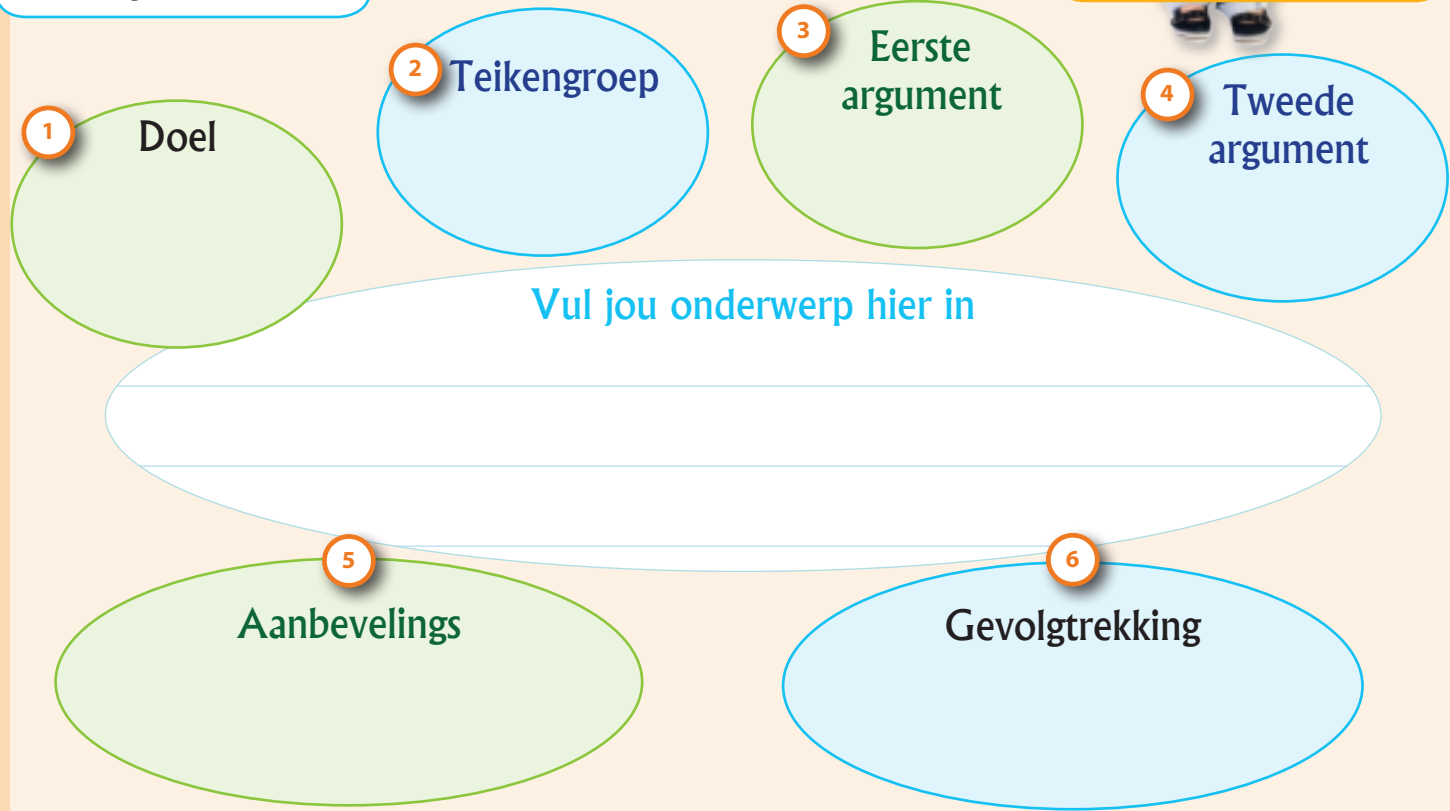 1
Doel
2
Teikengroep
3
Eerste
argument
4
Tweede
argument
Vul jou onderwerp hier in
5
Aanbevelings
6
Gevolgtrekking